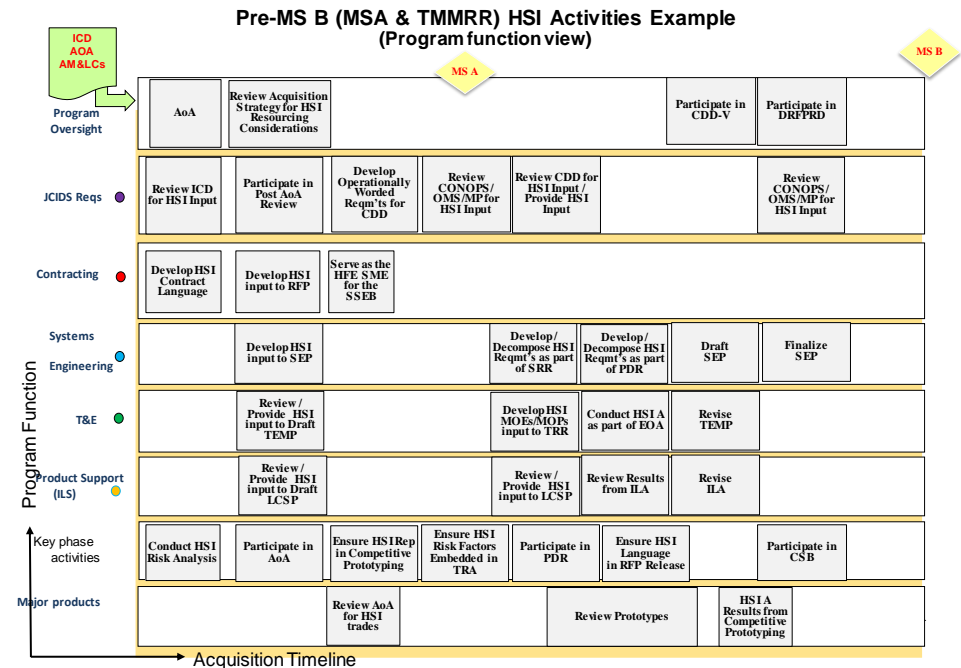 Pre-MS B (MSA & TMMRR) HSI Activities Example
(Program function view)
ICD
AOA
AM&LCs
MS A
MS B
Program
Oversight
AoA
Review Acquisition
Strategy for HSI
Resourcing
Considerations
Participate in
CDD-V
Participate in
DRFPRD
JCIDS Reqs
Review ICD
for HSI Input
Participate in
Post AoA
Review
Develop
Operationally
Worded
Reqm'ts for
CDD
Review
CONOPS/
OMS/MP for
HSI Input
Review CDD for
HSI Input /
Provide HSI
Input
Review
CONOPS/
OMS/MP for
HSI Input
Contracting
Develop HSI
Contract
Language
Develop HSI
input to RFP
Serve as the
HFE SME
for the
SSEB
Systems
Engineering
Develop HSI
input to SEP
Develop /
Decompose HSI
Reqmt's as part
of SRR
Develop /
Decompose HSI
Reqmt's as part
of PDR
Draft
SEP
Finalize
SEP
T&E
Review /
Provide HSI
input to Draft
TEMP
Develop HSI
MOEs/MOPs
input to TRR
Conduct HSI A
as part of EOA
Revise
TEMP
Product Support
(ILS)
Review /
Provide HSI
input to Draft
LCSP
Review /
Provide HSI
input to LCSP
Review Results
from ILA
Revise
ILA
Key phase
activities
Conduct HSI
Risk Analysis
Participate in
AoA
Ensure HSI Rep
in Competitive
Prototyping
Ensure HSI
Risk Factors
Embedded in
TRA
Participate in
PDR
Ensure HSI
Language
in RFP Release
Participate in
CSB
Major products
Review AoA
for HSI
trades
Review Prototypes
HSI A
Results from
Competitive
Prototyping
Program Function
Acquisition Timeline